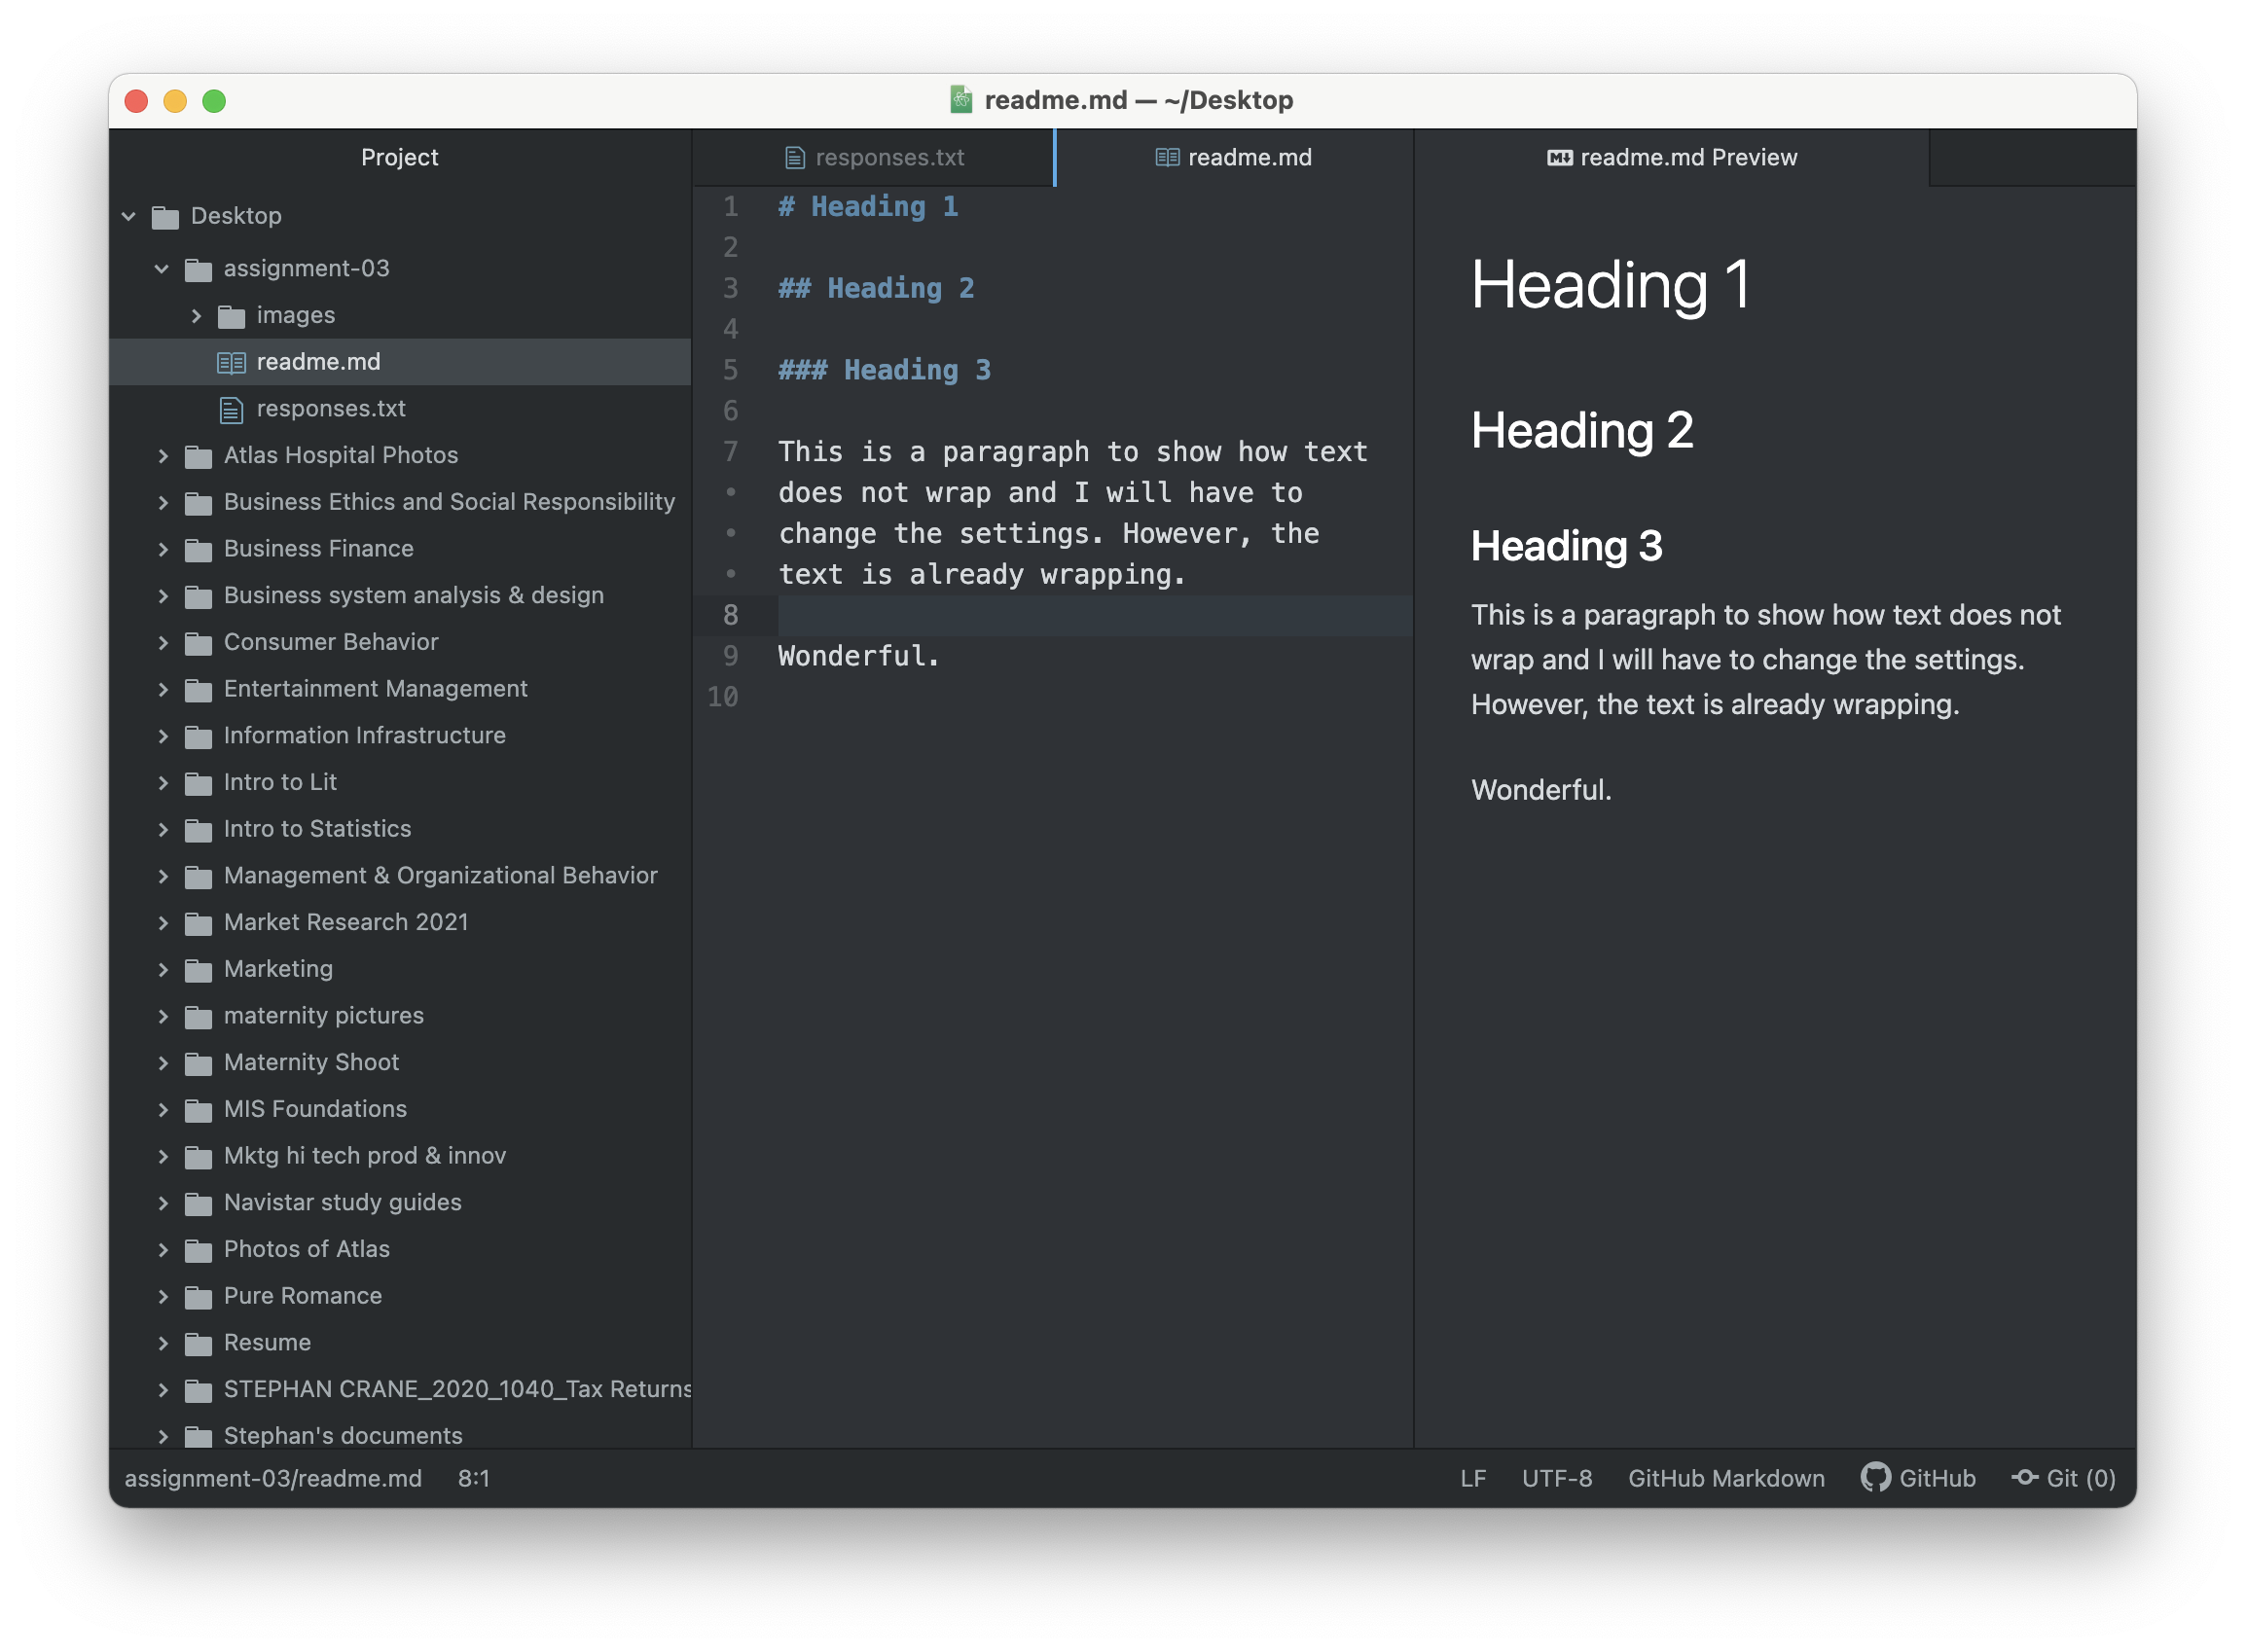 readme.md — ~/Desktop
Project
Desktop
assignment-03
images
readme.md
responses.txt
Atlas Hospital Photos
Business Ethics and Social Responsibility
Business Finance
Business system analysis & design
Consumer Behavior
Entertainment Management
Information Infrastructure
Intro to Lit
Intro to Statistics
Management & Organizational Behavior
Market Research 2021
Marketing
maternity pictures
Maternity Shoot
MIS Foundations
Mktg hi tech prod & innov
Navistar study guides
Photos of Atlas
Pure Romance
Resume
STEPHAN CRANE_2020_1040_Tax Returns
Stephan's documents
responses.txt
readme.md
1 # Heading 1
2
3 ## Heading 2
4
5 ### Heading 3
6
7 This is a paragraph to show how text
• does not wrap and I will have to
• change the settings. However, the
• text is already wrapping.
8
9 Wonderful.
10
readme.md Preview
Heading 1
Heading 2
Heading 3
This is a paragraph to show how text does not
wrap and I will have to change the settings.
However, the text is already wrapping.
Wonderful.
assignment-03/readme.md 8:1
LF UTF-8 GitHub Markdown GitHub Git (0)